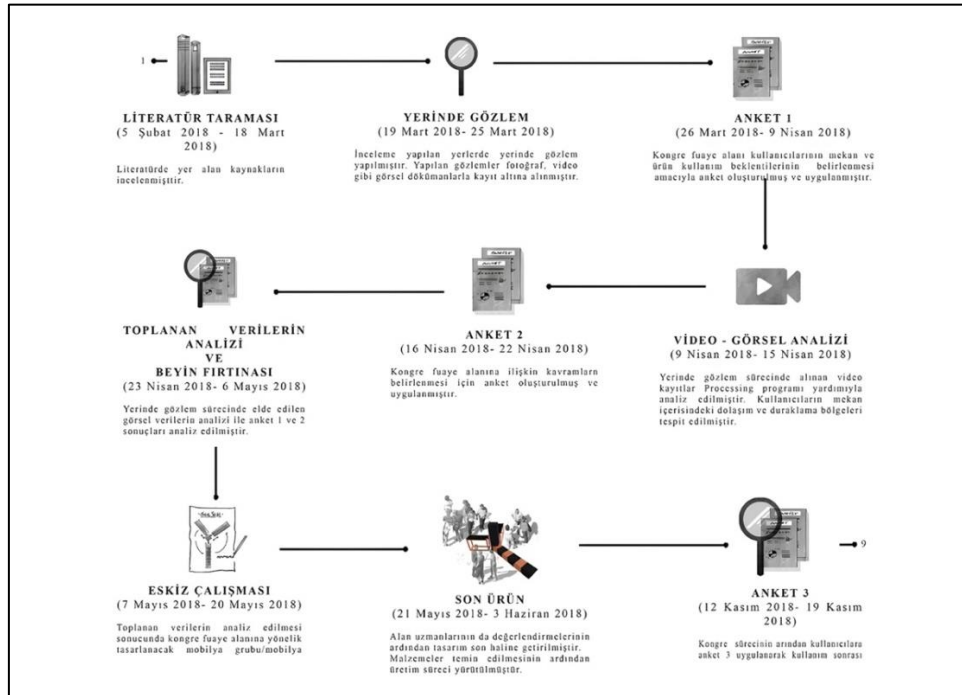 1
LİTERATÜR TARAMASI
(5 Şubat 2018 - 18 Mart
2018)
Literatürde yer alan kaynakların
incelenmişttir.
YERİNDE GÖZLEM
(19 Mart 2018- 25 Mart 2018)
İnceleme yapılan yerlerde yerinde gözlem
yapılmıştır. Yapılan gözlemler fotoğraf, video
gibi görsel dökümanlarla kayıt altına alınmıştır.
ANKET 1
(26 Mart 2018- 9 Nisan 2018)
Kongre fuaye alanı kullanıcılarının mekan ve
ürün kullanım beklentilerinin belirlenmesi
amacıyla anket oluşturulmuş ve uygulanmıştır.
VİDEO - GÖRSEL ANALİZİ
(9 Nisan 2018- 15 Nisan 2018)
Yerinde gözlem sürecinde alınan video
kayıtlar Processing programı yardımıyla
analiz edilmiştir. Kullanıcıların mekan
içerisindeki dolaşım ve duraklama bölgeleri
tespit edilmiştir.
ANKET 2
(16 Nisan 2018- 22 Nisan 2018)
Kongre fuaye alanına ilişkin kavramların
belirlenmesi için anket oluşturulmuş ve
uygulanmıştır.
TOPLANAN VERİLERİN
ANALİZİ
VE
BEYİN FIRTINASI
(23 Nisan 2018- 6 Mayıs 2018)
Yerinde gözlem sürecinde elde edilen
görsel verilerin analizi ile anket 1 ve 2
sonuçları analiz edilmiştir.
ESKİZ ÇALIŞMASI
(7 Mayıs 2018- 20 Mayıs 2018)
Toplanan verilerin analiz edilmesi
sonucunda kongre fuaye alanına yönelik
tasarlanacak mobilya grubu/mobilya
SON ÜRÜN
(21 Mayıs 2018- 3 Haziran 2018)
Alan uzmanlarının da değerlendirmelerinin
ardından tasarım son haline getirilmiştir.
Malzemeler temin edilmesinin ardından
üretim süreci yürütülmüştür.
9
ANKET 3
(12 Kasım 2018- 19 Kasım
2018)
Kongre sürecinin arından kullanıcılara
anket 3 uygulanarak kullanım sonrası